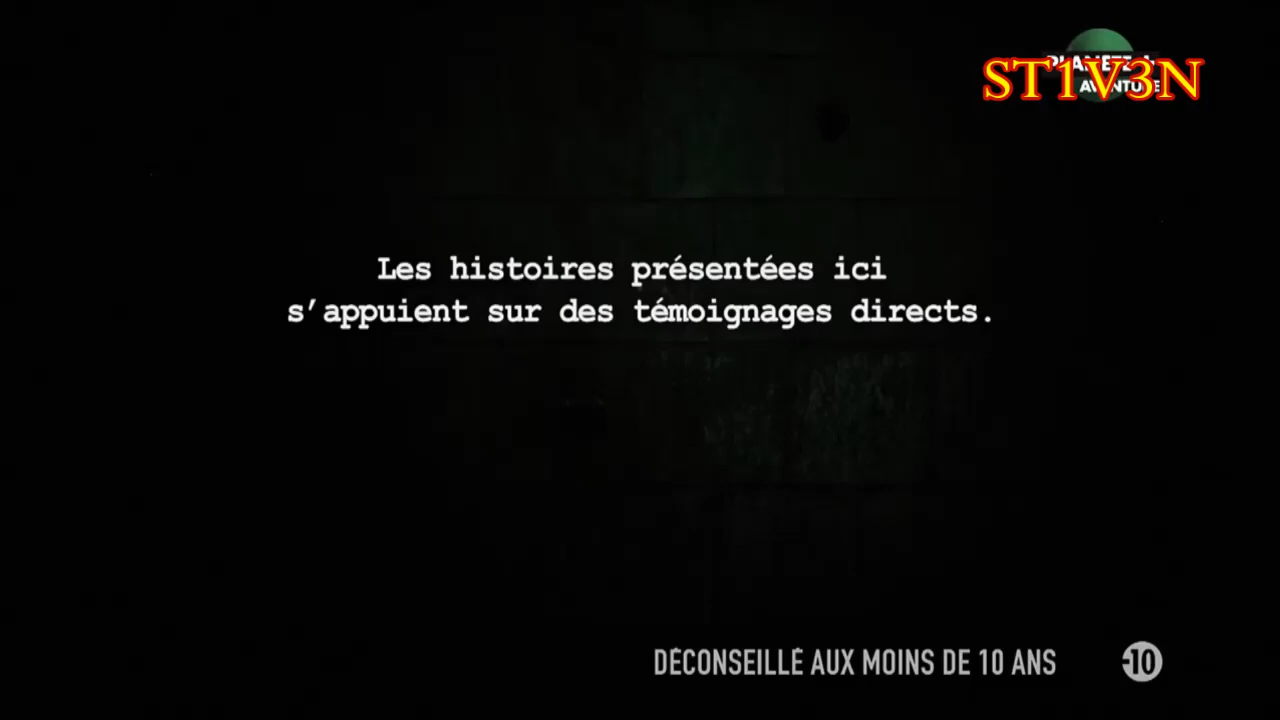 ST1V3N
Les histoires présentées ici
s'appuient sur des témoignages directs.
DÉCONSEILLÉ AUX MOINS DE 10 ANS
-10